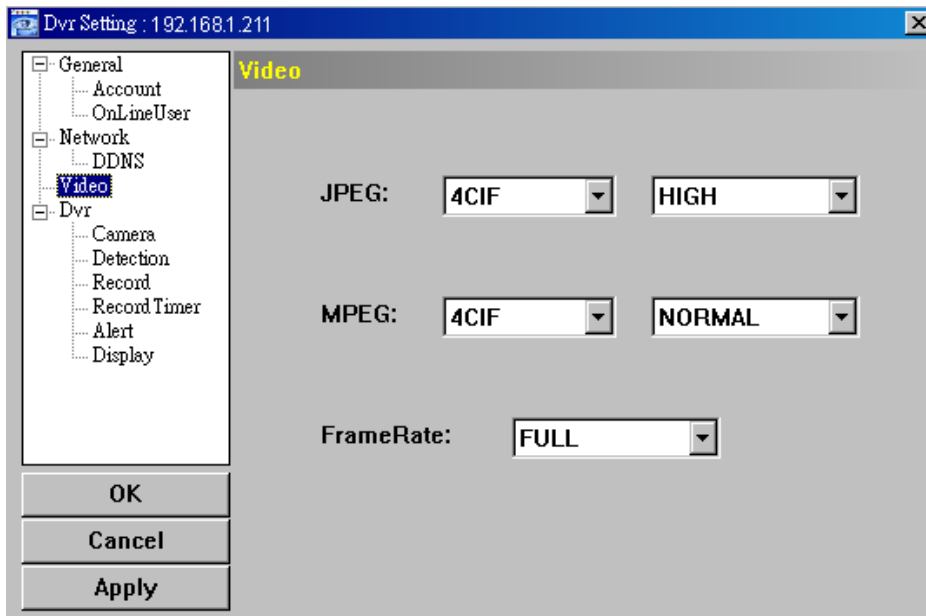 Dvr Setting : 192.168.1.211
General
Account
OnLineUser
Network
DDNS
Video
Dvr
Camera
Detection
Record
Record Timer
Alert
Display
OK
Cancel
Apply
Video
JPEG: 4CIF HIGH
MPEG: 4CIF NORMAL
FrameRate: FULL